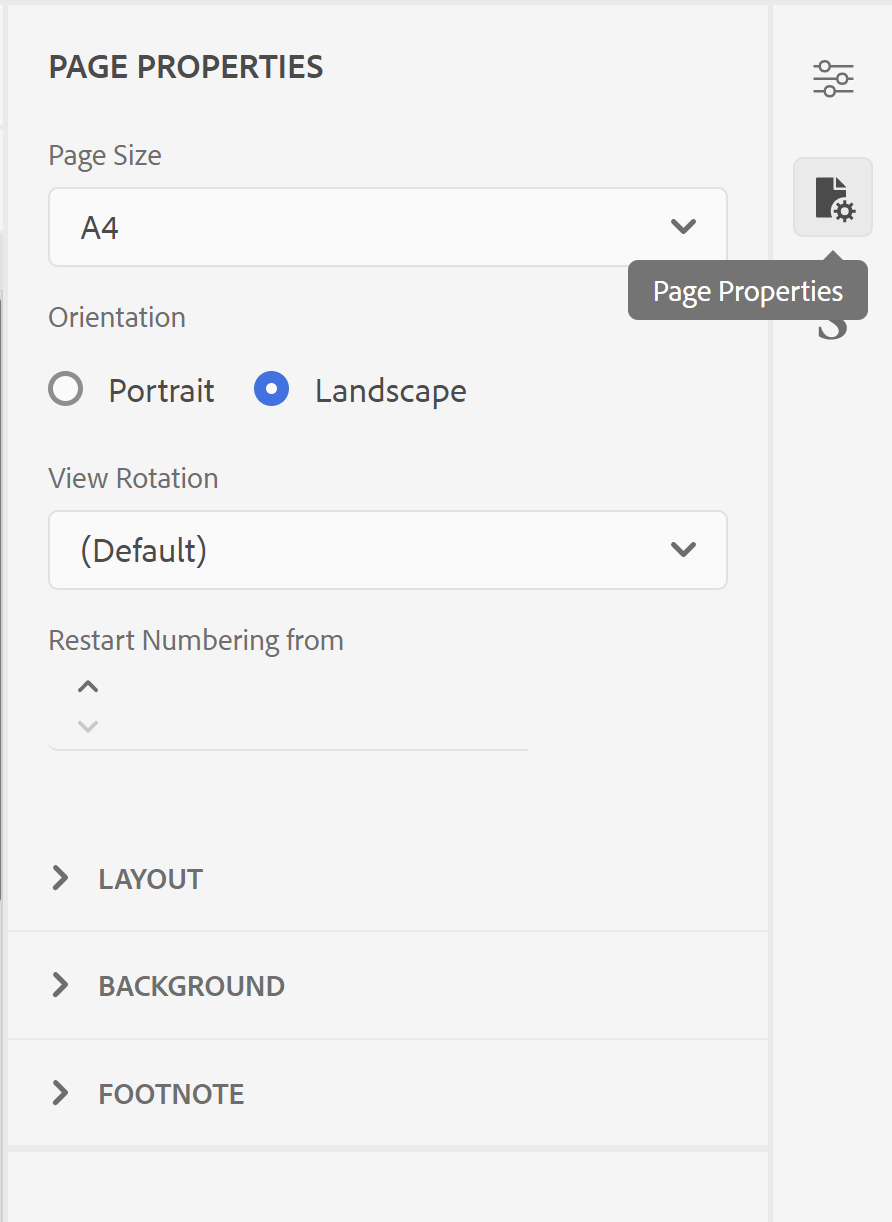 PAGE PROPERTIES
Page Size
A4
Page Properties
Orientation
Portrait
Landscape
View Rotation
(Default)
Restart Numbering from
LAYOUT
BACKGROUND
FOOTNOTE